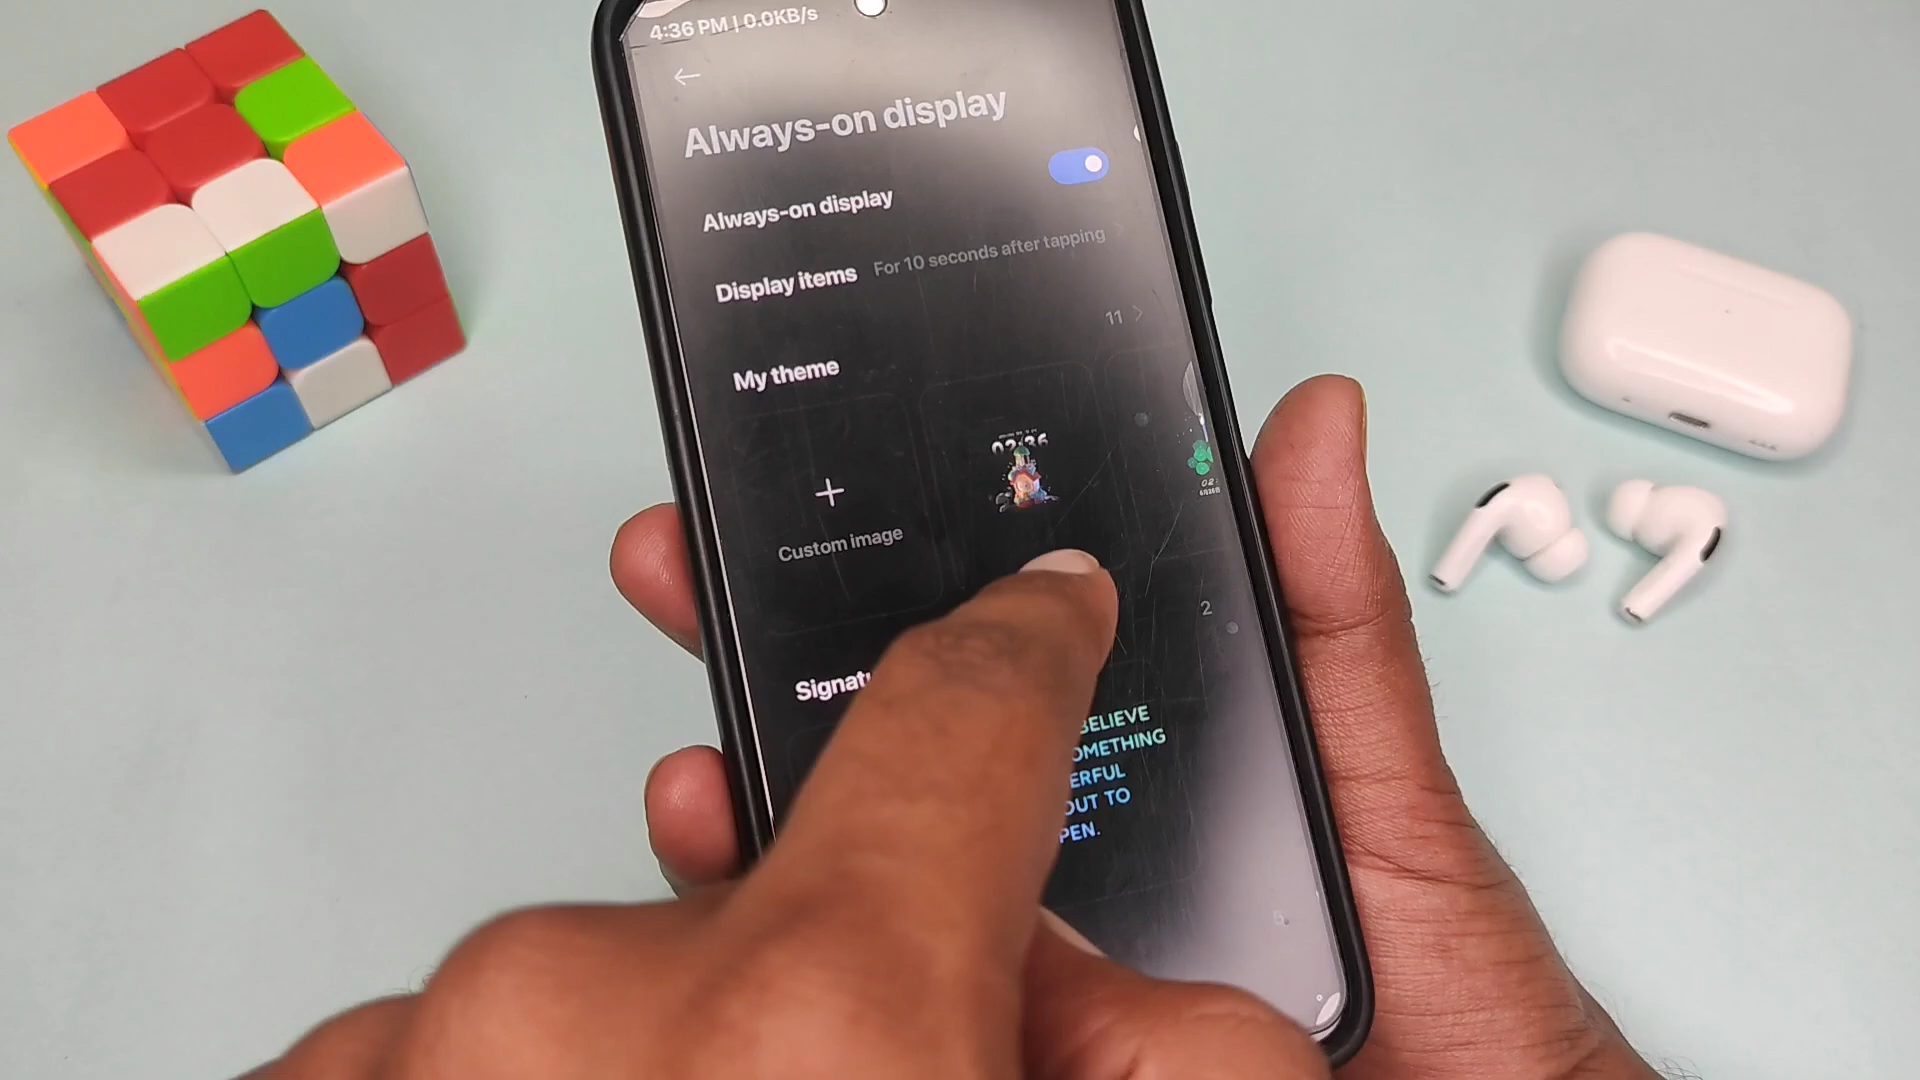 4:36 PM | 0.0KB/s
Always-on display
Always-on display
Display items For 10 seconds after tapping
My theme 11
02:36
Custom image
02:
2
BELIEVE
OMETHING
ERFUL
OUT TO
PEN.